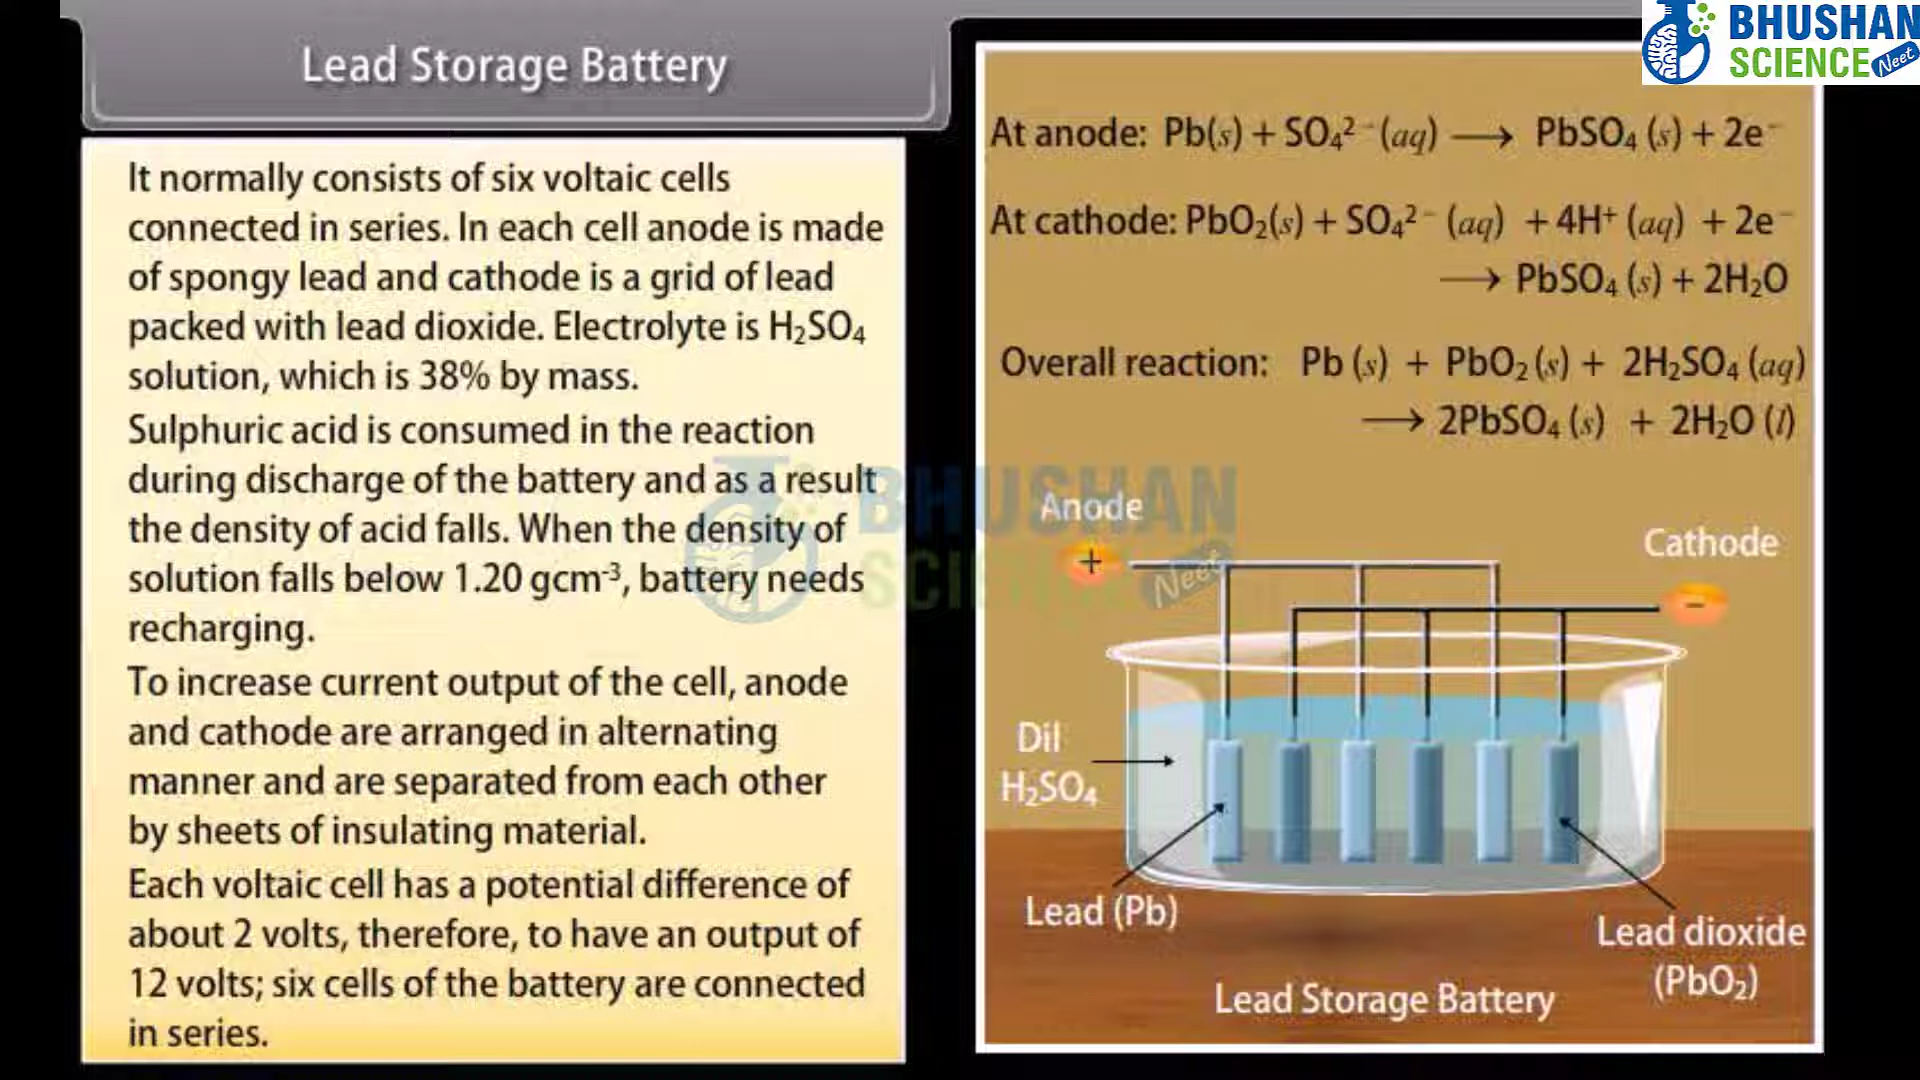 BHUSHAN
SCIENCE Neet
Lead Storage Battery
It normally consists of six voltaic cells
connected in series. In each cell anode is made
of spongy lead and cathode is a grid of lead
packed with lead dioxide. Electrolyte is H₂SO₄
solution, which is 38% by mass.
Sulphuric acid is consumed in the reaction
during discharge of the battery and as a result
the density of acid falls. When the density of
solution falls below 1.20 gcm⁻³, battery needs
recharging.
To increase current output of the cell, anode
and cathode are arranged in alternating
manner and are separated from each other
by sheets of insulating material.
Each voltaic cell has a potential difference of
about 2 volts, therefore, to have an output of
12 volts; six cells of the battery are connected
in series.
At anode: Pb(s) + SO₄²⁻ (aq) ⟶ PbSO₄ (s) + 2e⁻
At cathode: PbO₂(s) + SO₄²⁻ (aq) + 4H⁺ (aq) + 2e⁻
⟶ PbSO₄ (s) + 2H₂O
Overall reaction: Pb (s) + PbO₂ (s) + 2H₂SO₄ (aq)
⟶ 2PbSO₄ (s) + 2H₂O (l)
BHUSHAN
SCIENCE Neet
Anode
+
Cathode
−
Dil
H₂SO₄
Lead (Pb)
Lead dioxide
(PbO₂)
Lead Storage Battery